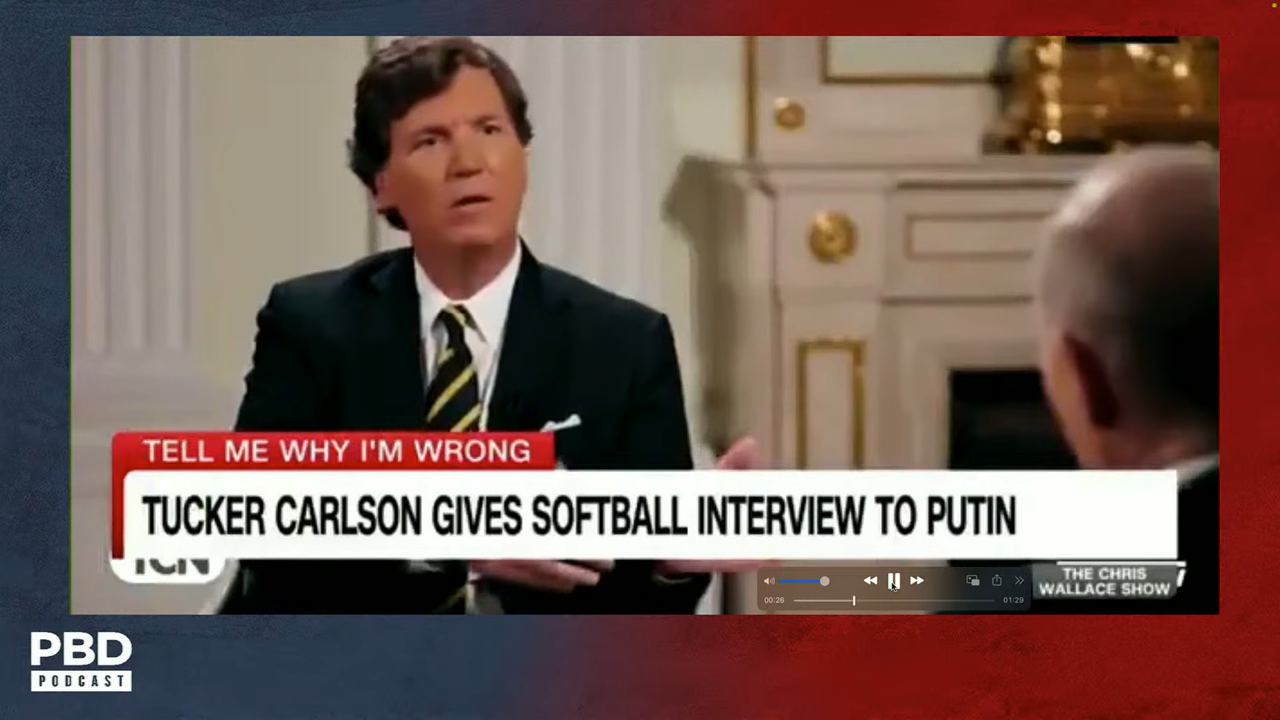 TELL ME WHY I'M WRONG
TUCKER CARLSON GIVES SOFTBALL INTERVIEW TO PUTIN
TCN
THE CHRIS
WALLACE SHOW
00:26
01:29
PBD
PODCAST